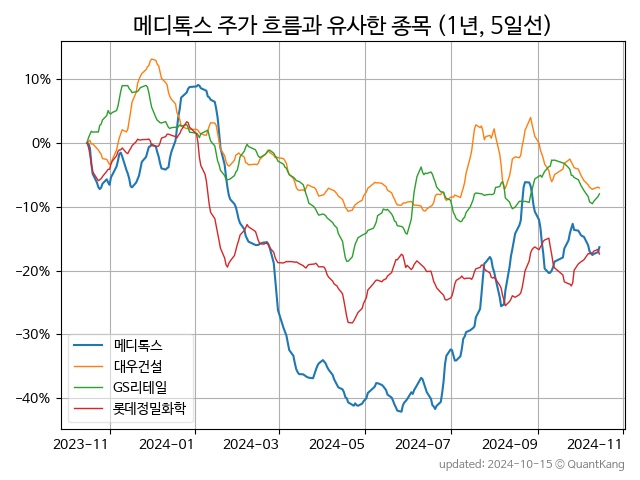 메디톡스 주가 흐름과 유사한 종목 (1년, 5일선)
10%
0%
−10%
−20%
−30%
−40%
메디톡스
대우건설
GS리테일
롯데정밀화학
2023-11
2024-01
2024-03
2024-05
2024-07
2024-09
2024-11
updated: 2024-10-15 © QuantKang